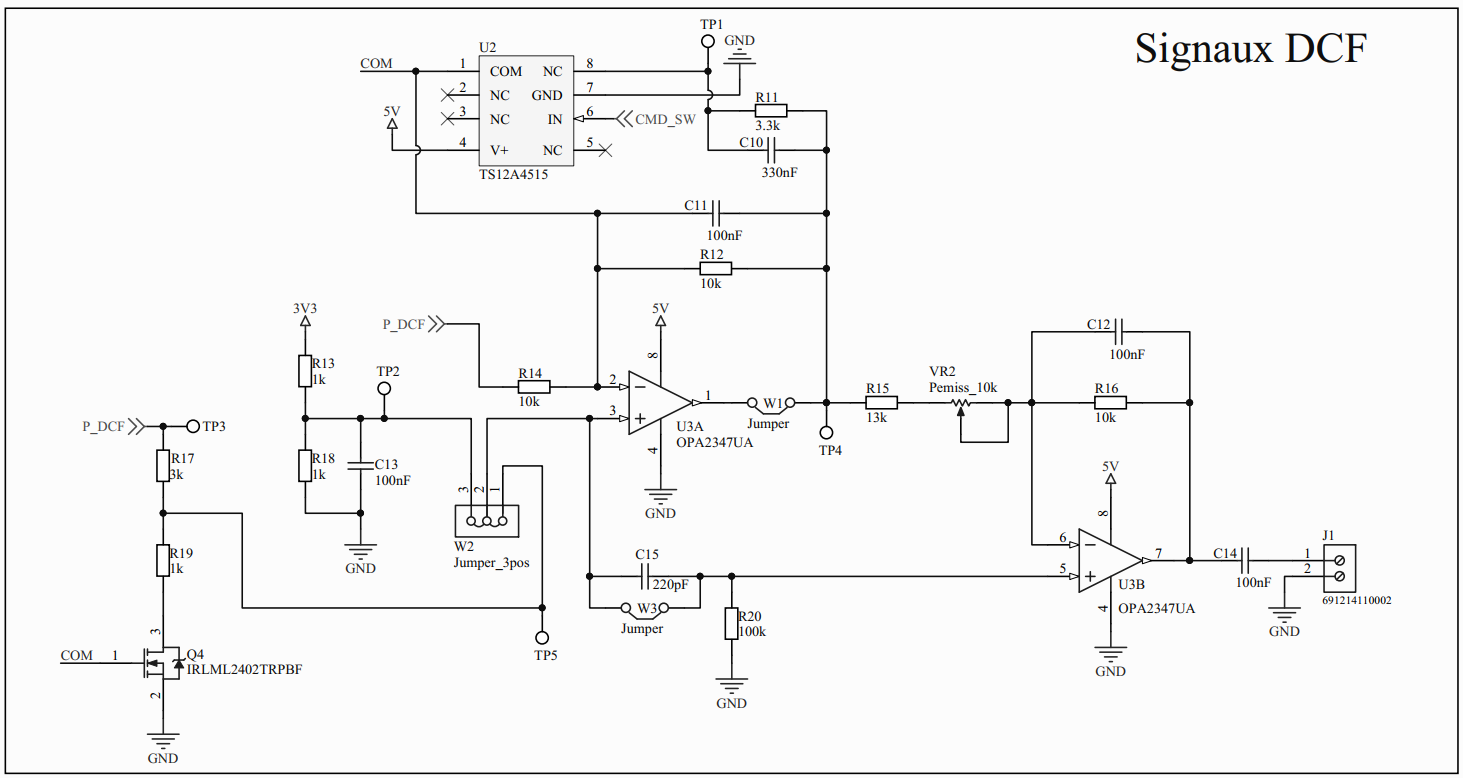 Signaux DCF
TP1
GND
U2
COM
1
COM
NC
8
2
NC
GND
7
R11
3.3k
5V
3
NC
IN
6
CMD_SW
4
V+
NC
5
C10
330nF
TS12A4515
C11
100nF
R12
10k
3V3
P_DCF
5V
8
R13
1k
TP2
R14
10k
2
3
1
U3A
OPA2347UA
4
GND
W1
Jumper
TP4
R15
13k
VR2
Pemiss_10k
C12
100nF
R16
10k
P_DCF
TP3
R17
3k
R18
1k
C13
100nF
GND
3
2
1
W2
Jumper_3pos
5V
8
6
5
7
U3B
OPA2347UA
4
GND
C14
100nF
J1
1
2
691214110002
GND
R19
1k
C15
220pF
W3
Jumper
R20
100k
GND
TP5
COM
1
3
Q4
IRLML2402TRPBF
2
GND